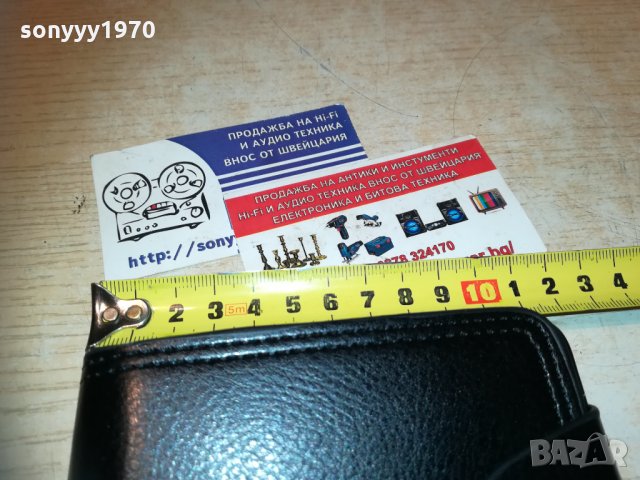 sonyyy1970
ПРОДАЖБА НА Hi-Fi
И АУДИО ТЕХНИКА
ВНОС ОТ ШВЕЙЦАРИЯ
http://sony
ПРОДАЖБА НА АНТИКИ И ИНСТУМЕНТИ
Hi-Fi И АУДИО ТЕХНИКА ВНОС ОТ ШВЕЙЦАРИЯ
ЕЛЕКТРОНИКА И БИТОВА ТЕХНИКА
0878 324170
er.bg/
2 3 5m 4 5 6 7 8 9 10 1 2 3 4
BAZAR